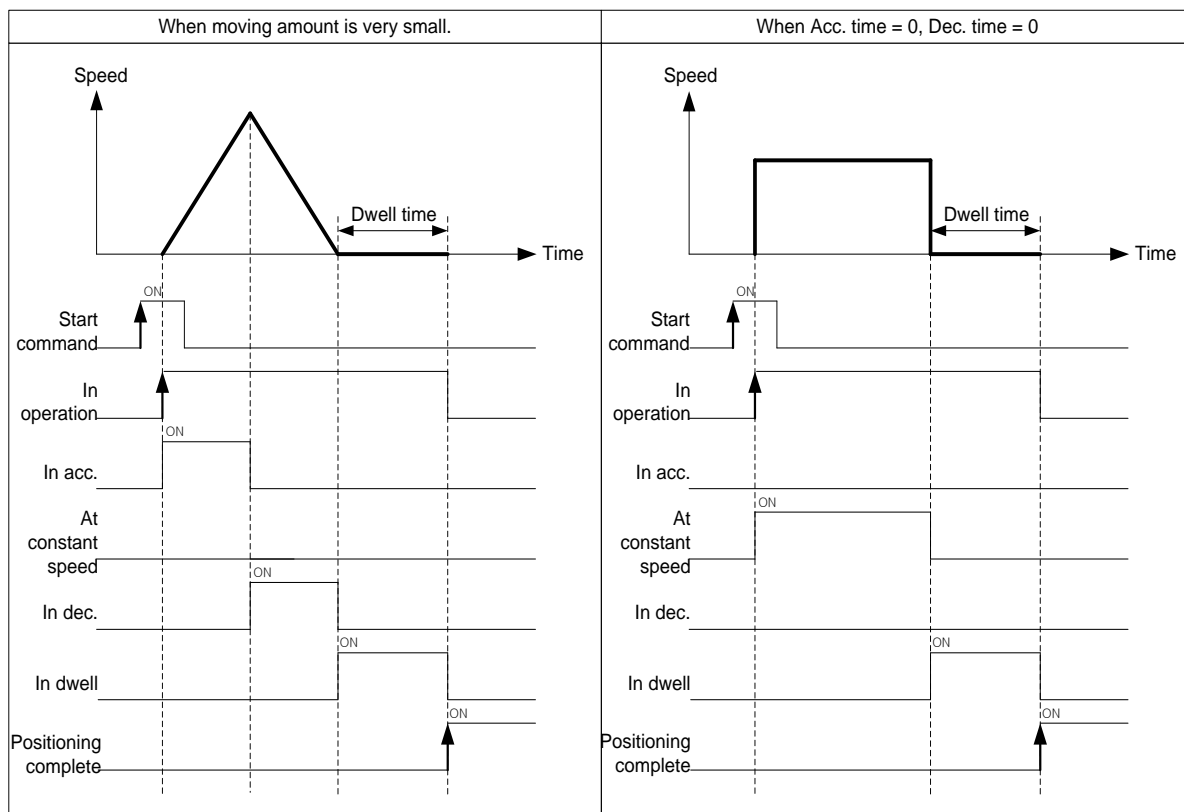 When moving amount is very small.
When Acc. time = 0, Dec. time = 0
Speed
Dwell time
Time
ON
Start
command
In
operation
ON
In acc.
At
constant
speed
ON
In dec.
ON
In dwell
ON
Positioning
complete
Speed
Dwell time
Time
ON
Start
command
In
operation
In acc.
ON
At
constant
speed
In dec.
ON
In dwell
ON
Positioning
complete